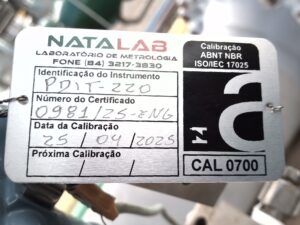 NATALAB
LABORATÓRIO DE METROLOGIA
FONE (84) 3217-3830
Calibração
ABNT NBR
ISO/IEC 17025
Identificação do Instrumento
PDIT-220
Número do Certificado
0981/25-ENG
Data da Calibração
25 / 04 / 2025
Próxima Calibração
CAL 0700